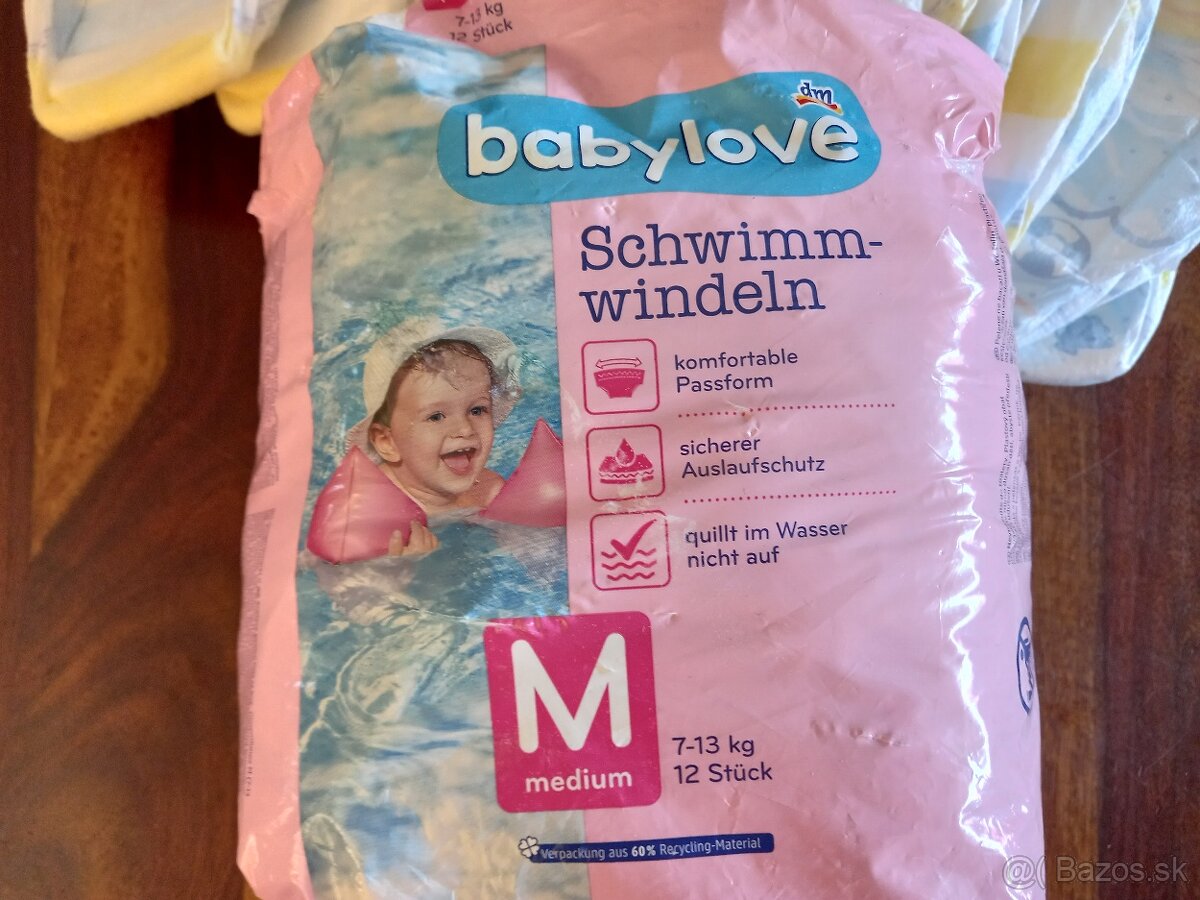 7-13 kg
12 Stück
dm
babylove
Schwimm-
windeln
komfortable
Passform
sicherer
Auslaufschutz
quillt im Wasser
nicht auf
M
medium
7-13 kg
12 Stück
Verpackung aus 60% Recycling-Material
@( Bazos.sk